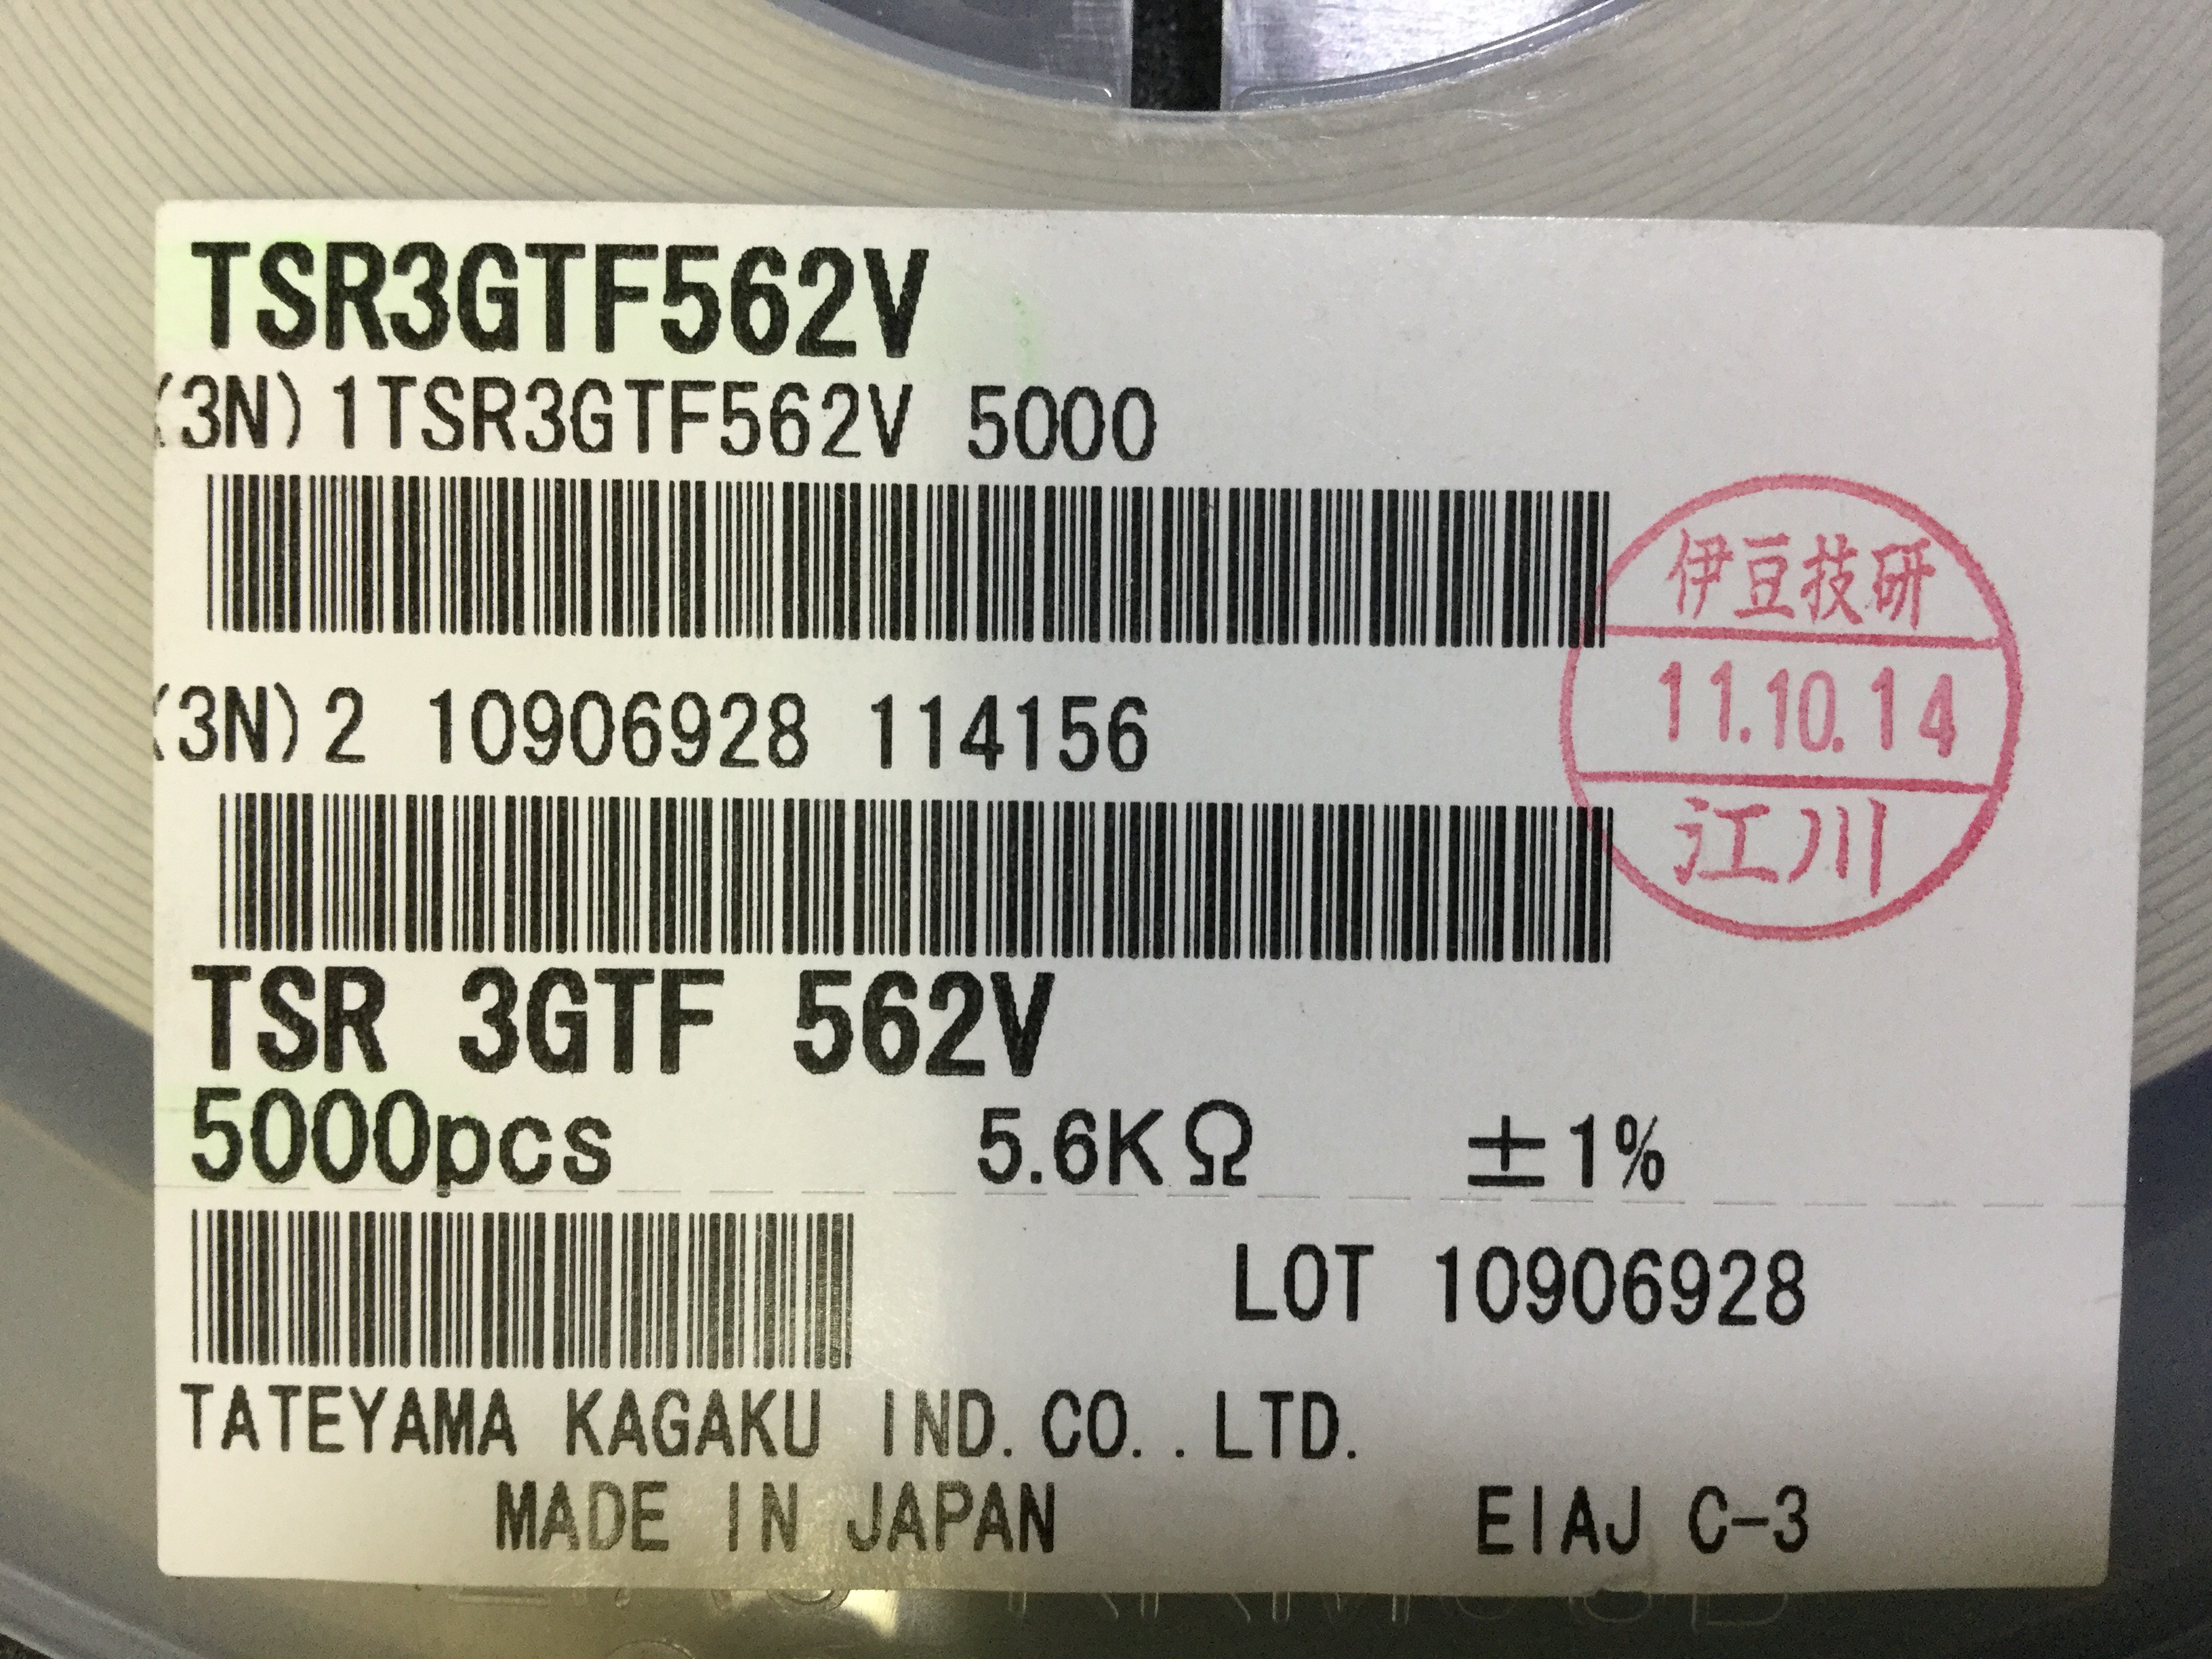 TSR3GTF562V
(3N)1TSR3GTF562V 5000
(3N)2 10906928 114156
伊豆技研
11.10.14
江川
TSR 3GTF 562V
5000pcs 5.6KΩ ±1%
LOT 10906928
TATEYAMA KAGAKU IND.CO..LTD.
MADE IN JAPAN EIAJ C-3